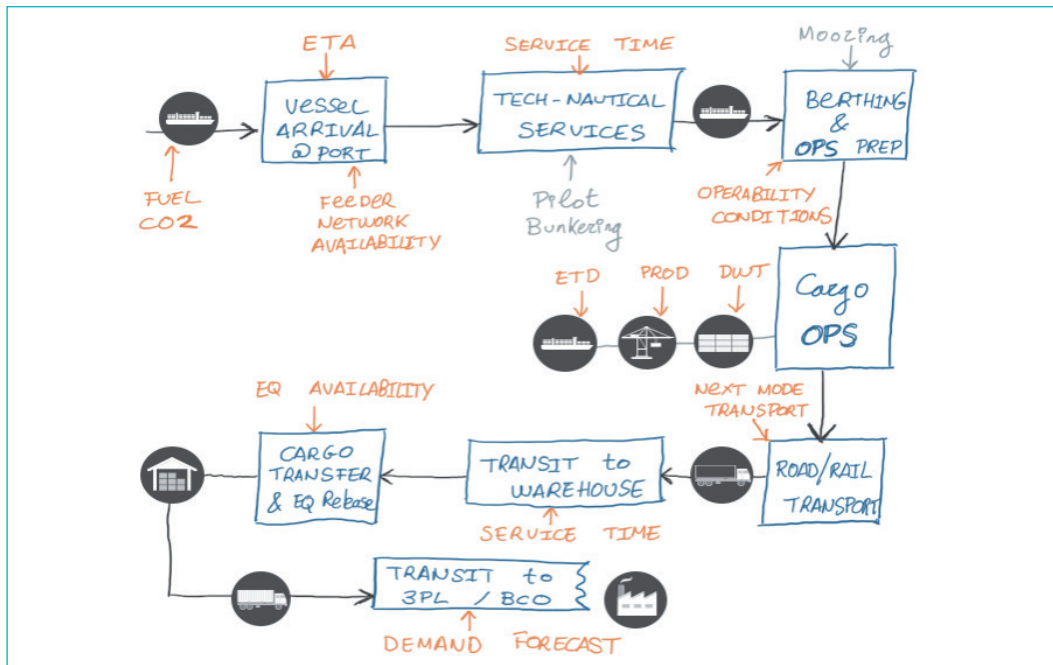 ETA
VESSEL
ARRIVAL
@ PORT
FUEL
CO2
FEEDER
NETWORK
AVAILABILITY
SERVICE TIME
TECH-NAUTICAL
SERVICES
Pilot
Bunkering
Moozing
BERTHING
&
OPS PREP
OPERABILITY
CONDITIONS
Cargo
OPS
ETD
PROD
DWT
NEXT MODE
TRANSPORT
ROAD/RAIL
TRANSPORT
TRANSIT to
WAREHOUSE
SERVICE TIME
EQ AVAILABILITY
CARGO
TRANSFER
& EQ Release
TRANSIT to
3PL / BCO
DEMAND FORECAST